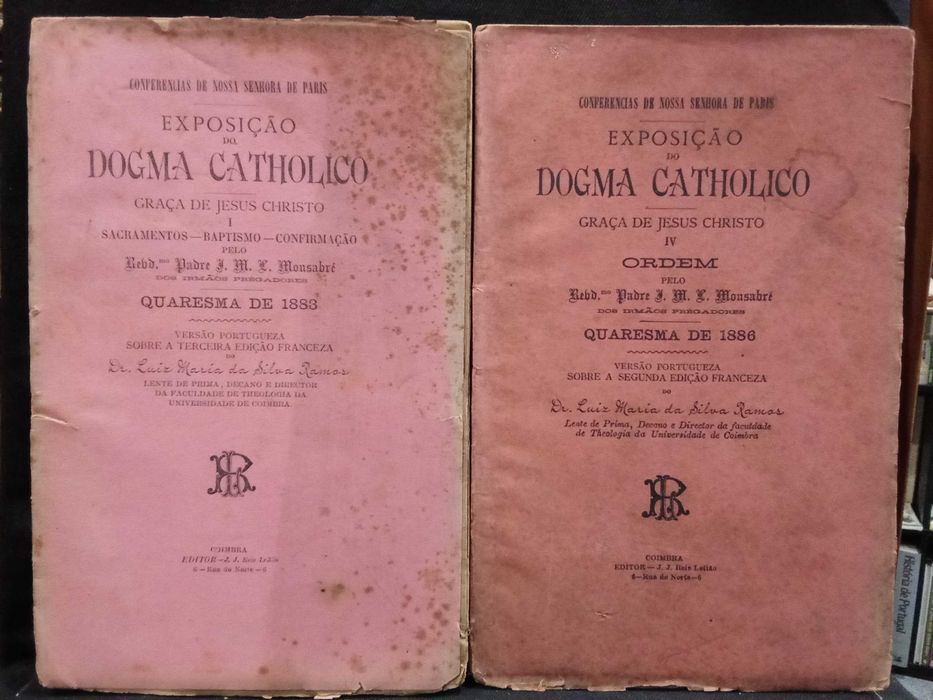 CONFERENCIAS DE NOSSA SENHORA DE PARIS
EXPOSIÇÃO
DO
DOGMA CATHOLICO
GRAÇA DE JESUS CHRISTO
I
SACRAMENTOS — BAPTISMO — CONFIRMAÇÃO
PELO
Rebd.mo Padre J. M. L. Monsabré
DOS IRMÃOS PRÉGADORES
QUARESMA DE 1883
VERSÃO PORTUGUEZA
SOBRE A TERCEIRA EDIÇÃO FRANCEZA
DO
Dr. Luiz Maria da Silva Ramos
LENTE DE PRIMA, DECANO E DIRECTOR
DA FACULDADE DE THEOLOGIA DA
UNIVERSIDADE DE COIMBRA
COIMBRA
EDITOR — J. J. Reis Leitão
6 — Rua do Norte — 6
CONFERENCIAS DE NOSSA SENHORA DE PARIS
EXPOSIÇÃO
DO
DOGMA CATHOLICO
GRAÇA DE JESUS CHRISTO
IV
ORDEM
PELO
Rebd.mo Padre J. M. L. Monsabré
DOS IRMÃOS PRÉGADORES
QUARESMA DE 1886
VERSÃO PORTUGUEZA
SOBRE A SEGUNDA EDIÇÃO FRANCEZA
DO
Dr. Luiz Maria da Silva Ramos
Lente de Prima, Decano e Director da faculdade
de Theologia da Universidade de Coimbra
COIMBRA
EDITOR — J. J. Reis Leitão
6 — Rua do Norte — 6
História de Portugal